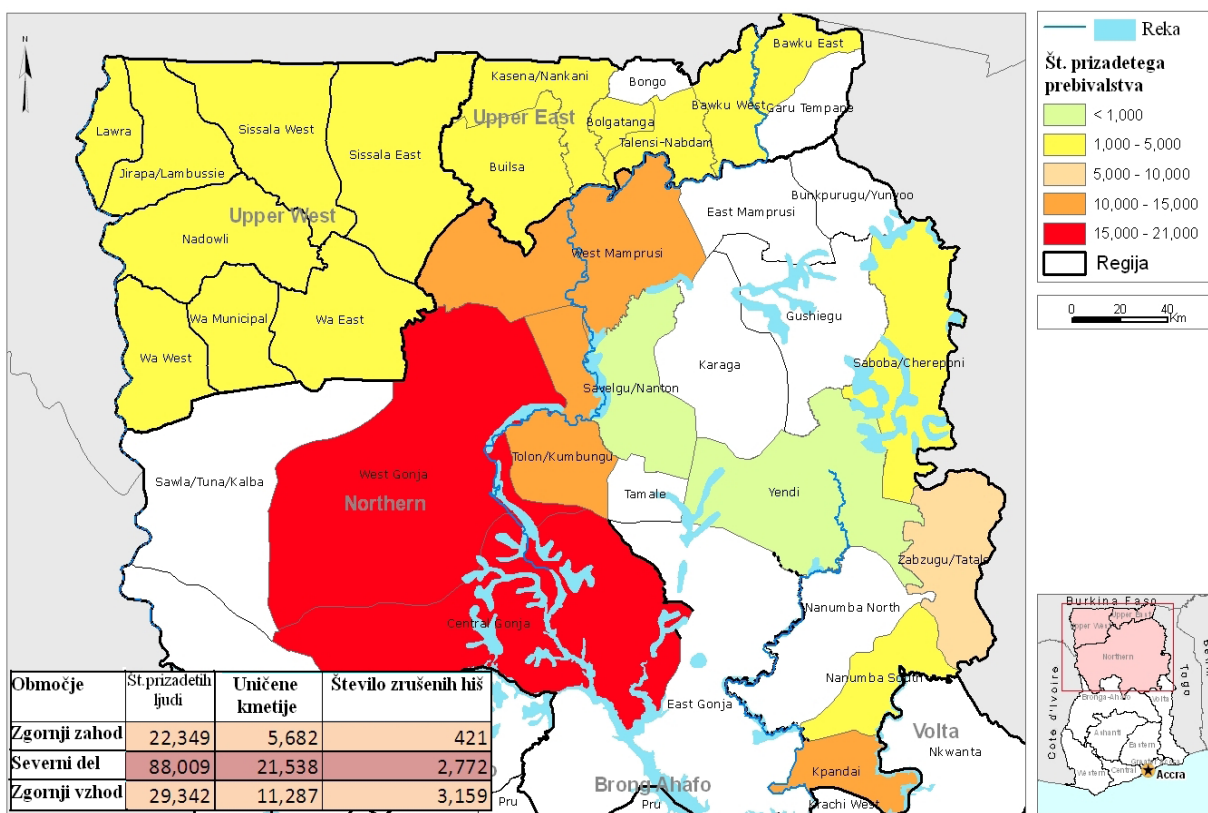 N
Bawku East
Kasena/Nankani
Bongo
Bawku West
Garu Tempane
Upper East
Bolgatanga
Lawra
Sissala West
Talensi-Nabdam
Sissala East
Builsa
Jirapa/Lambussie
Bunkpurugu/Yunyoo
East Mamprusi
Upper West
Nadowli
West Mamprusi
Gushiegu
Wa Municipal
Wa East
Wa West
Karaga
Saboba/Chereponi
Savelgu/Nanton
Tolon/Kumbungu
West Gonja
Sawla/Tuna/Kalba
Tamale
Yendi
Northern
Zabzugu/Tatale
Nanumba North
Central Gonja
Nanumba South
East Gonja
Volta
Nkwanta
Kpandai
Brong Ahafo
Pru
Pru
Krachi West
Območje Št.prizadetih ljudi Uničene kmetije Število zrušenih hiš
Zgornji zahod 22,349 5,682 421
Severni del 88,009 21,538 2,772
Zgornji vzhod 29,342 11,287 3,159
Reka
Št. prizadetega
prebivalstva
< 1,000
1,000 - 5,000
5,000 - 10,000
10,000 - 15,000
15,000 - 21,000
Regija
0 20 40
Km
Burkina Faso
Upper West
Upper East
Northern
Brong-Ahafo
Volta
Togo
Cote d'Ivoire
Ashanti
Eastern
Western
Central
Accra